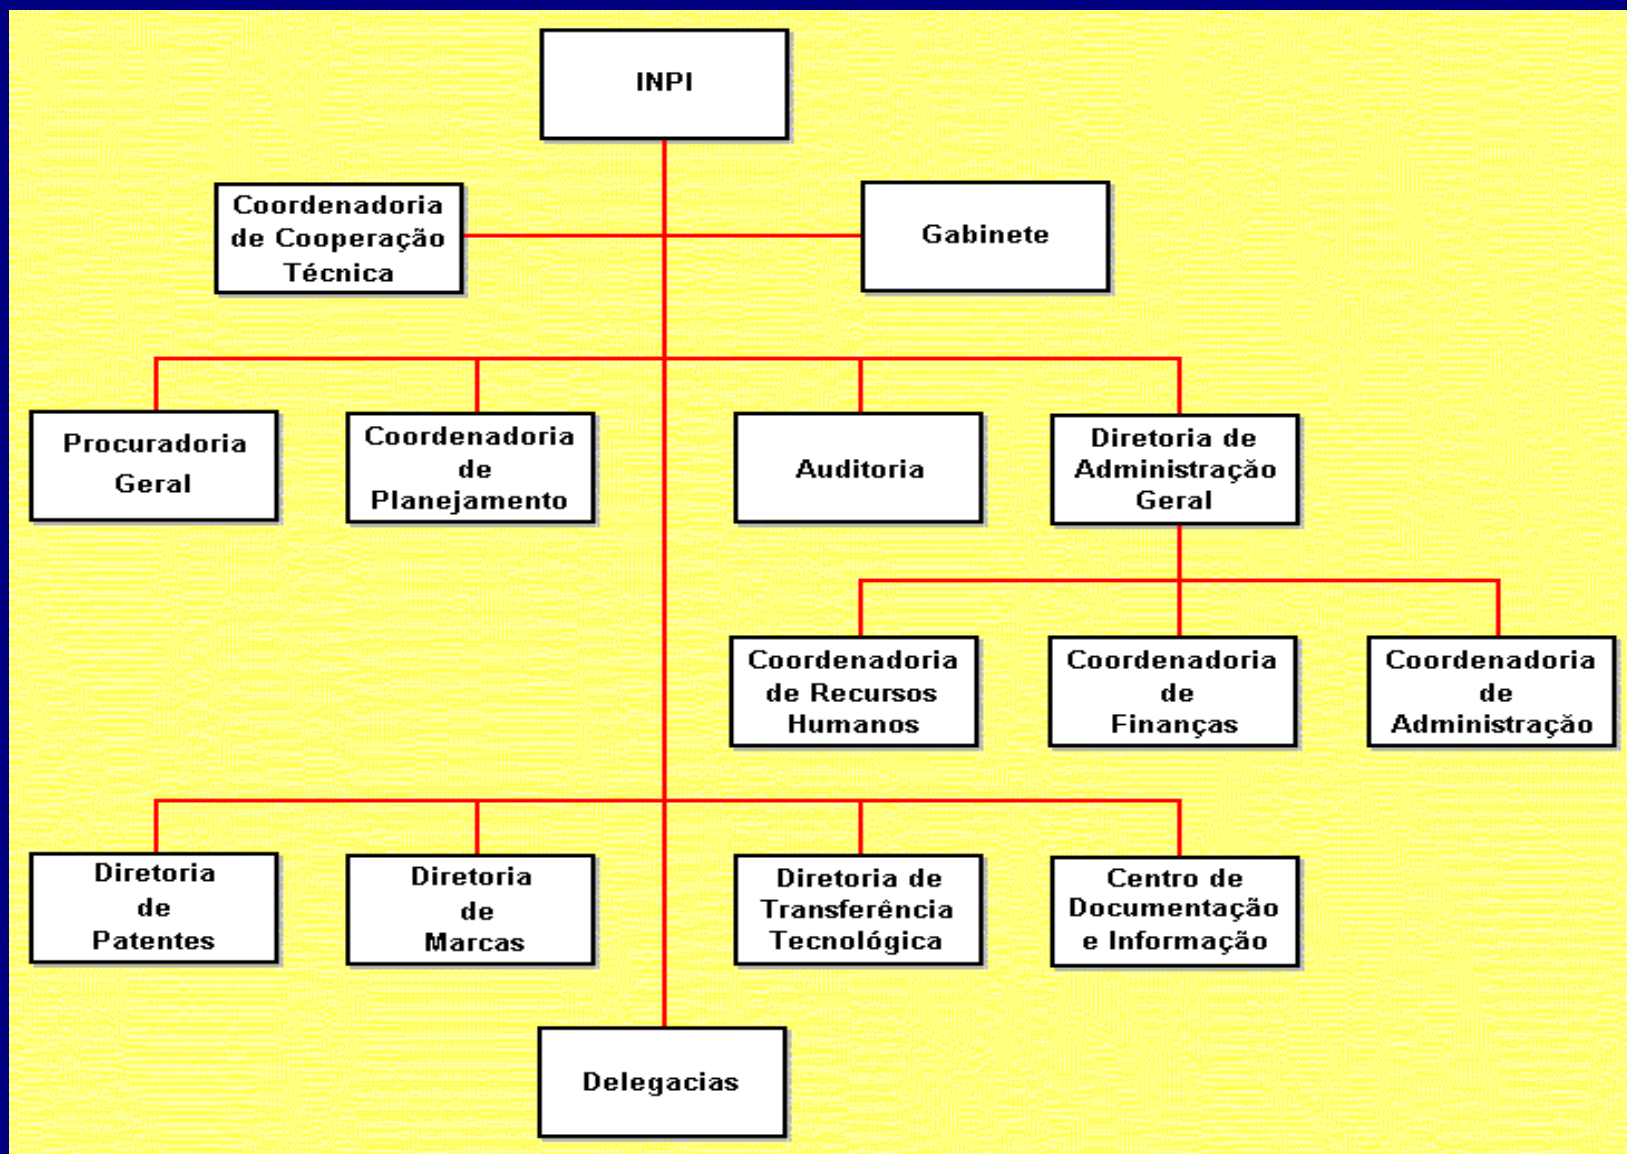 INPI
Coordenadoria
de Cooperação
Técnica
Gabinete
Procuradoria
Geral
Coordenadoria
de
Planejamento
Auditoria
Diretoria de
Administração
Geral
Coordenadoria
de Recursos
Humanos
Coordenadoria
de
Finanças
Coordenadoria
de
Administração
Diretoria
de
Patentes
Diretoria
de
Marcas
Diretoria de
Transferência
Tecnológica
Centro de
Documentação
e Informação
Delegacias